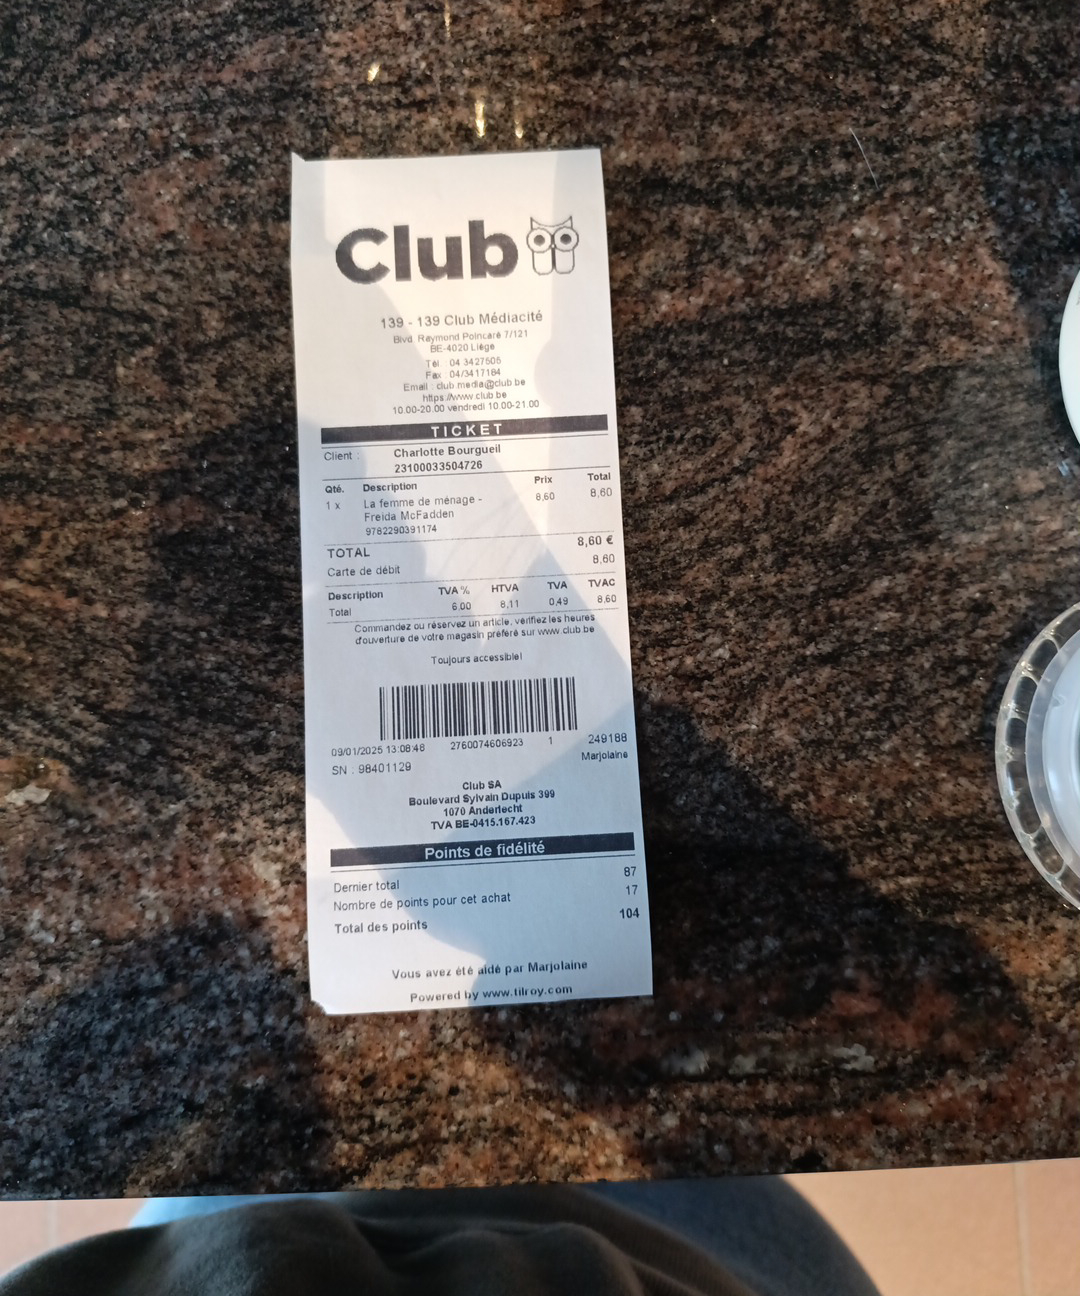 Club
139 - 139 Club Médiacité
Blvd Raymond Poincaré 7/121
BE-4020 Liège
Tél : 04 3427606
Fax : 04/3417184
Email : club.media@club.be
https://www.club.be
10.00-20.00 vendredi 10.00-21.00
TICKET
Client : Charlotte Bourgueil
23100033504726
Qté. Description Prix Total
1 x La femme de ménage - 8,60 8,60
Freida McFadden
9782290391174
TOTAL 8,60 €
Carte de débit 8,60
Description TVA % HTVA TVA TVAC
Total 6,00 8,11 0,49 8,60
Commandez ou réservez un article, vérifiez les heures
d'ouverture de votre magasin préféré sur www.club.be
Toujours accessible!
09/01/2025 13:08:48 2760074606923 1 249188
SN : 98401129 Marjolaine
Club SA
Boulevard Sylvain Dupuis 399
1070 Anderlecht
TVA BE-0415.167.423
Points de fidélité
Dernier total 87
Nombre de points pour cet achat 17
Total des points 104
Vous avez été aidé par Marjolaine
Powered by www.tilroy.com